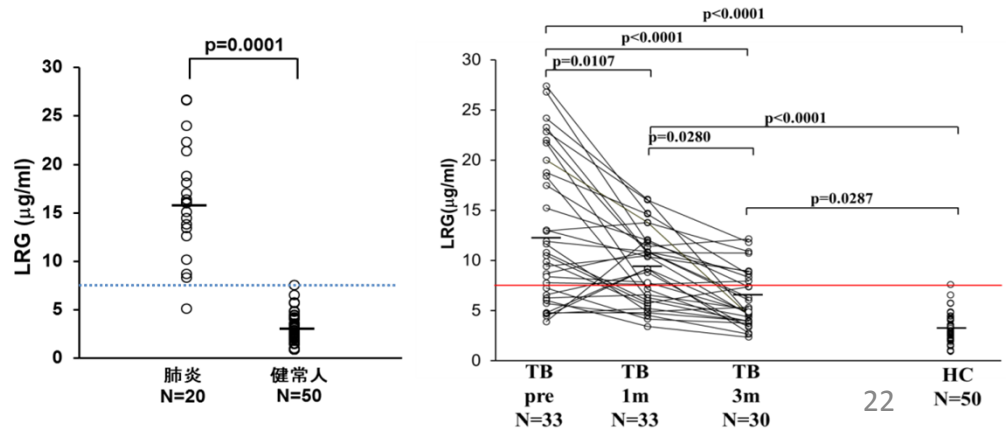 p=0.0001
30
25
20
15
10
5
0
LRG (μg/ml)
肺炎
N=20
健常人
N=50
p<0.0001
p<0.0001
p=0.0107
p<0.0001
p=0.0280
p=0.0287
30
25
20
15
10
5
0
LRG(μg/ml)
TB
pre
N=33
TB
1m
N=33
TB
3m
N=30
22
HC
N=50